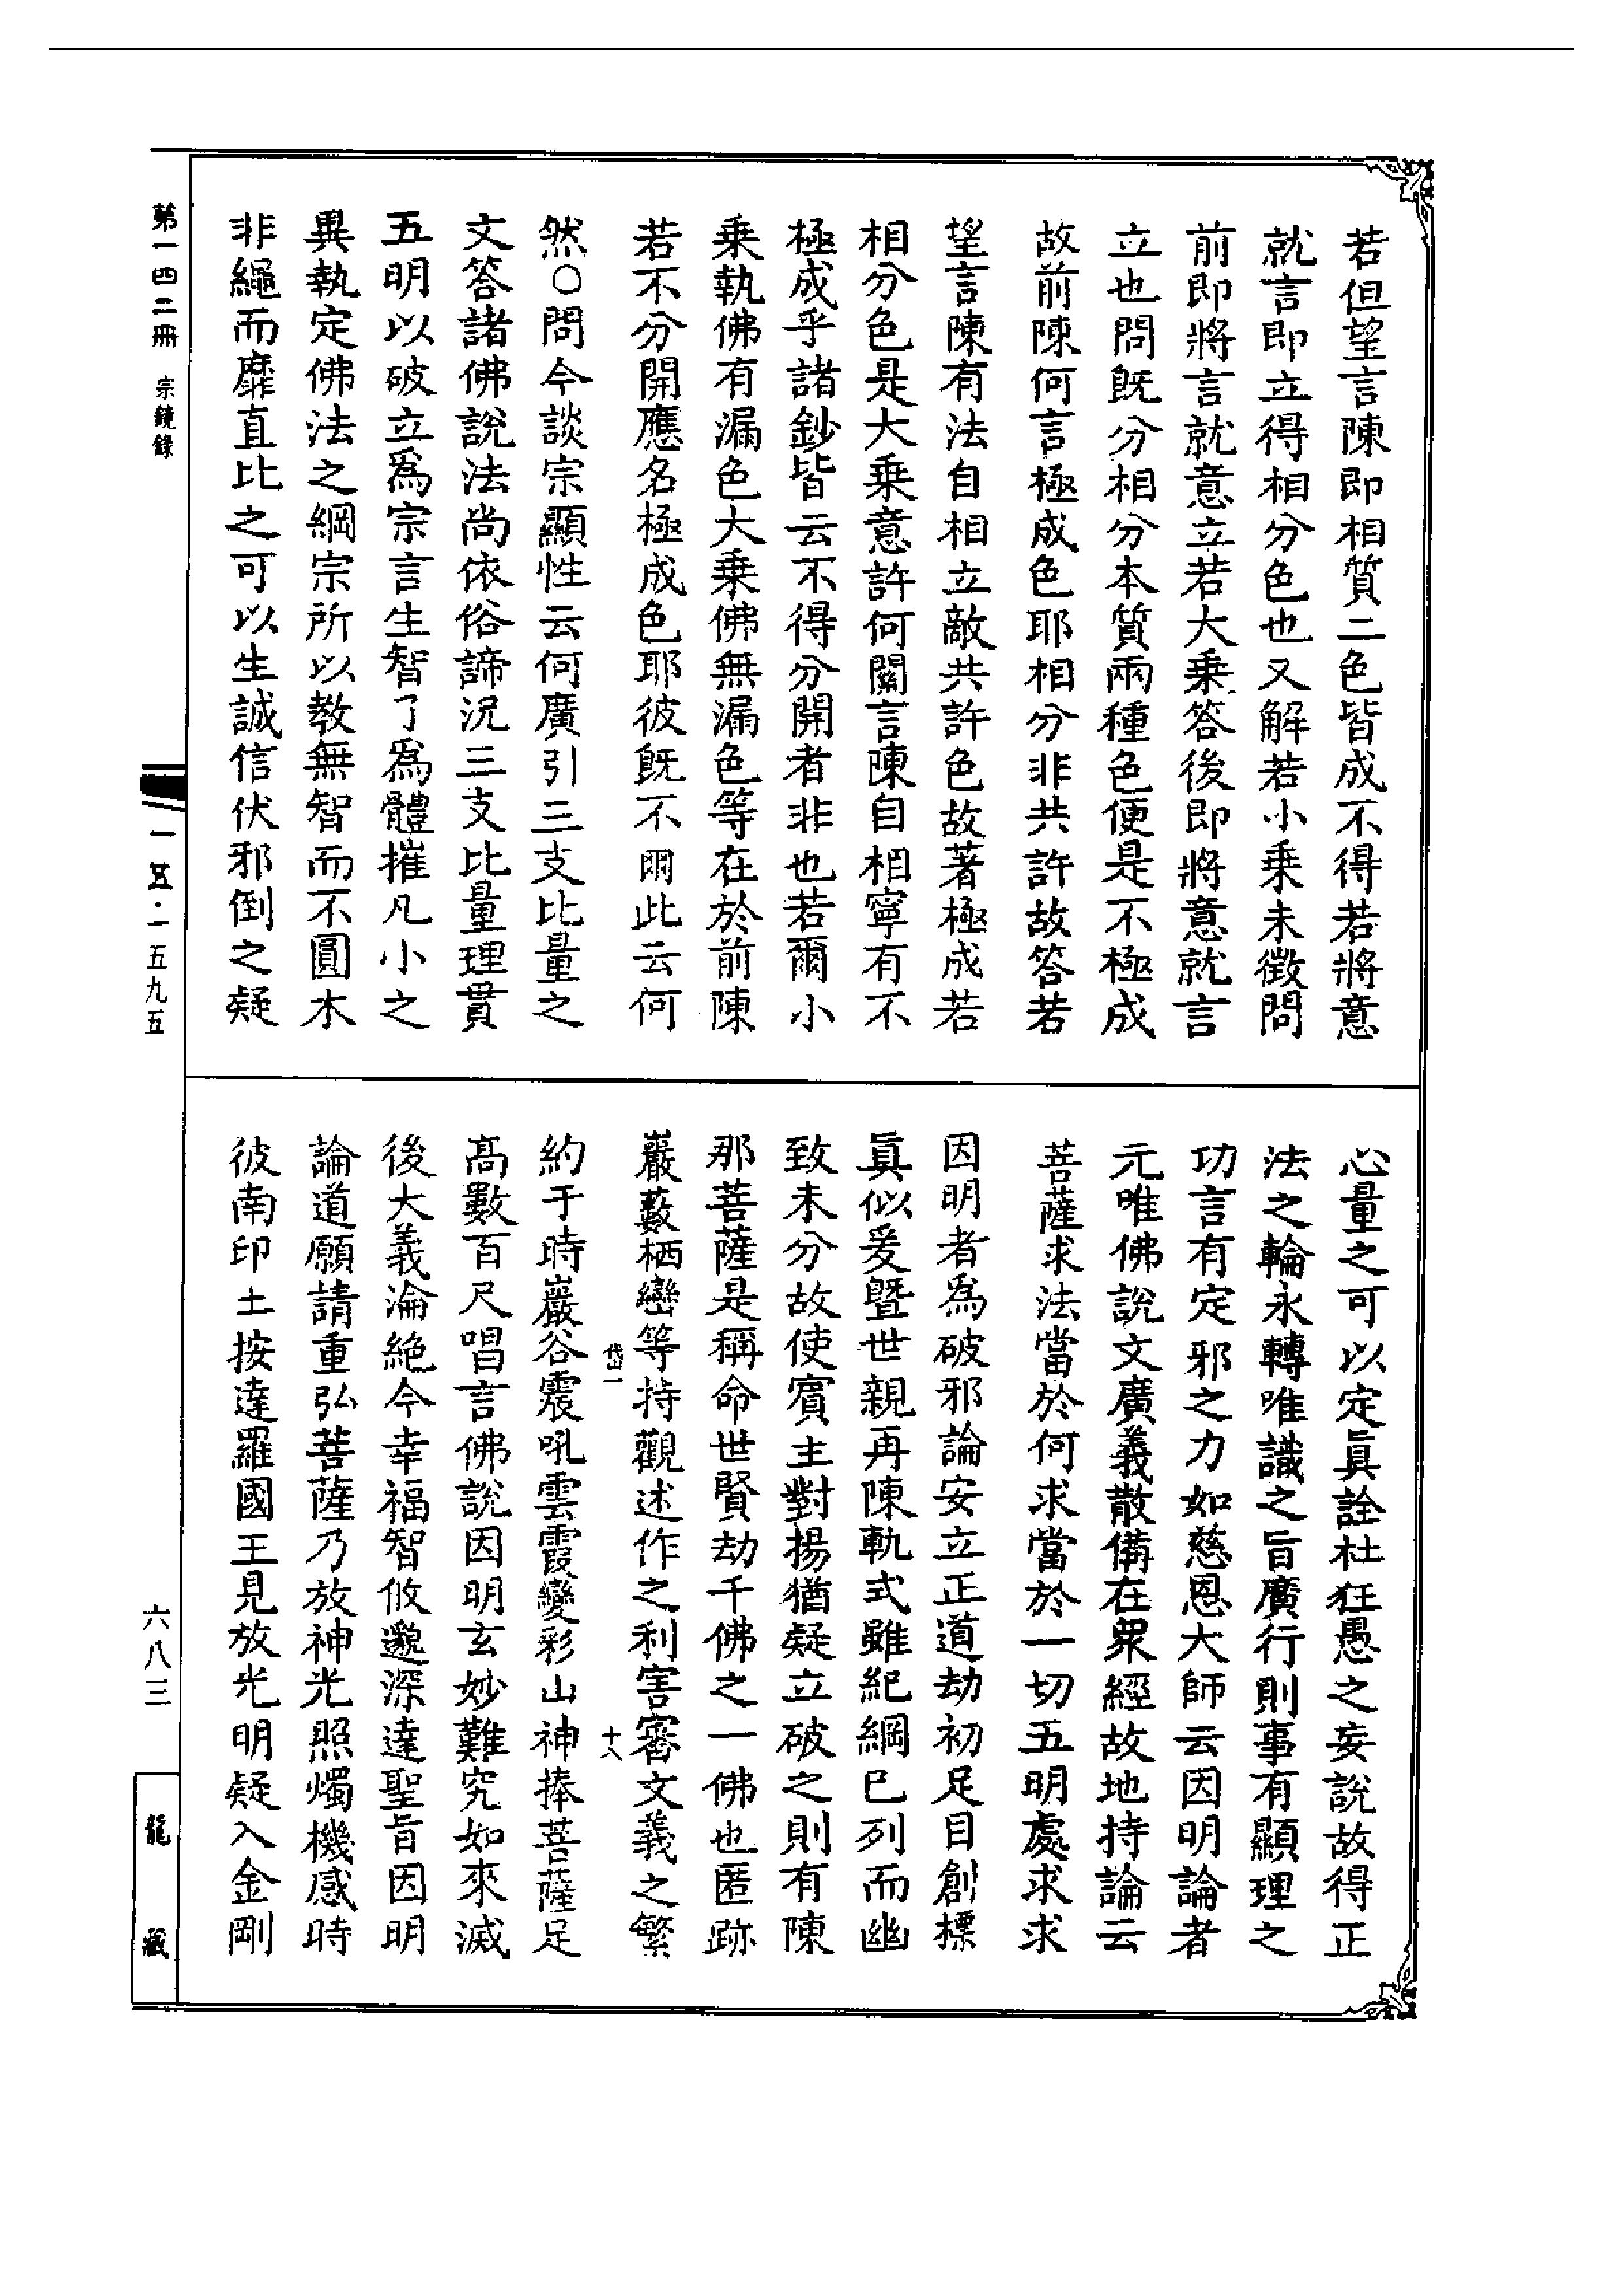 若但望言陳即相質二色皆成不得若將意
就言即立得相分色也又解若小乗未徵問
前即將言就意立若大乗答後即將意就言
立也問既分相分本質兩種色便是不極成
故前陳何言極成色耶相分非共許故答若
望言陳有法自相立敵共許色故著極成若
相分色是大乗意許何關言陳自相寧有不
極成乎諸鈔皆云不得分開者非也若爾小
乗執佛有漏色大乗佛無漏色等在於前陳
若不分開應名極成色耶彼既不爾此云何
然〇問今談宗顯性云何廣引三支比量之
文答諸佛說法尚依俗諦況三支比量理貫
五明以破立爲宗言生智了爲體摧凡小之
異執定佛法之綱宗所以教無智而不圓木
非繩而靡直比之可以生誠信伏邪倒之疑
心量之可以定眞詮杜狂愚之妄說故得正
法之輪永轉唯識之旨廣行則事有顯理之
功言有定邪之力如慈恩大師云因明論者
元唯佛說文廣義散備在衆經故地持論云
菩薩求法當於何求當於一切五明處求求
因明者爲破邪論安立正道劫初足目創標
眞似爰暨世親再陳軌式雖紀綱已列而幽
致未分故使賓主對揚猶疑立破之則有陳
那菩薩是稱命世賢劫千佛之一佛也匿跡
巖藪栖巒等持觀述作之利害審文義之繁
岱一 十八
約于時巖谷震吼雲霞變彩山神捧菩薩足
高數百尺唱言佛說因明玄妙難究如來滅
後大義淪絶今幸福智攸邈深達聖旨因明
論道願請重弘菩薩乃放神光照燭機感時
彼南印土按達羅國王見放光明疑入金剛
第一四二冊 宗鏡錄
一五·一五九五
六八三
龍藏